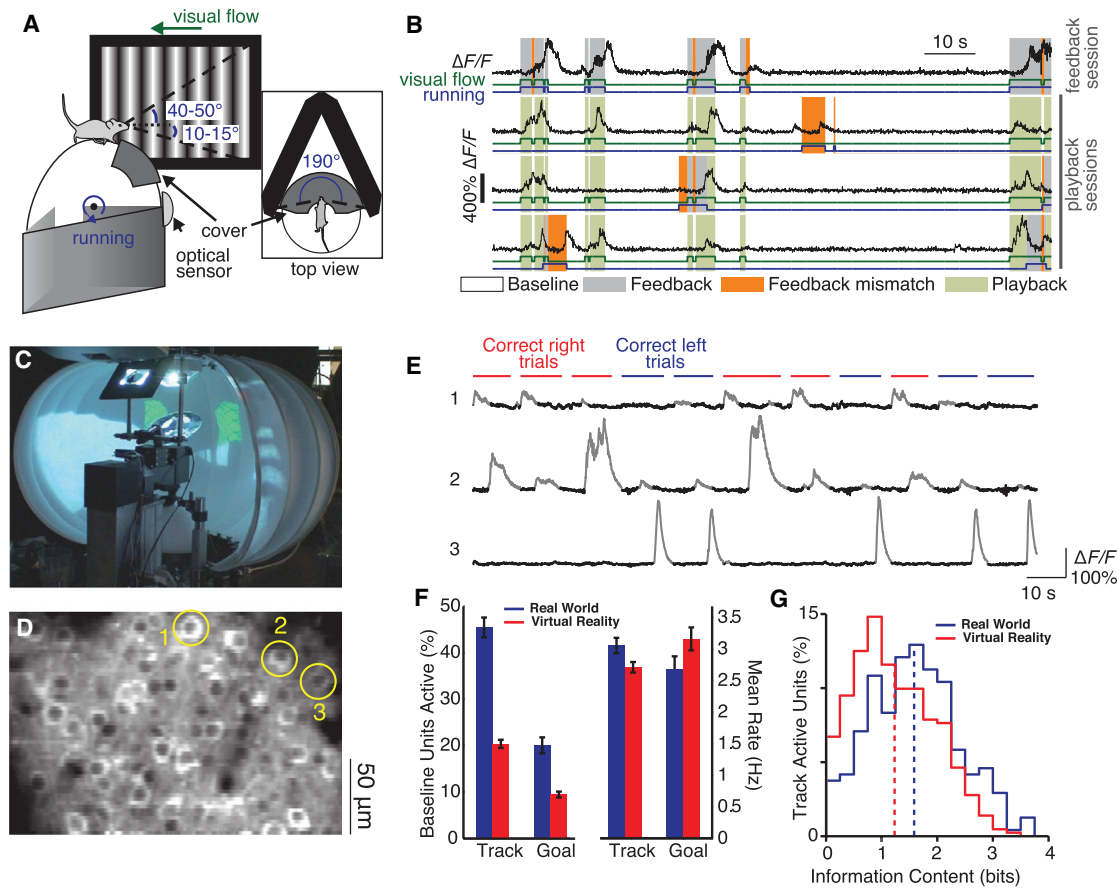 A
visual flow
40-50°
10-15°
190°
running
cover
optical
sensor
top view
B
10 s
ΔF/F
visual flow
running
400% ΔF/F
feedback
session
playback
sessions
Baseline
Feedback
Feedback mismatch
Playback
C
D
1
2
3
50 µm
E
Correct right
trials
Correct left
trials
1
2
3
ΔF/F
100%
10 s
F
Real World
Virtual Reality
Baseline Units Active (%)
50
40
30
20
10
0
Track
Goal
Mean Rate (Hz)
3.5
3
2.5
2
1.5
1
0.5
0
Track
Goal
G
Real World
Virtual Reality
Track Active Units (%)
15
0
0
1
2
3
4
Information Content (bits)